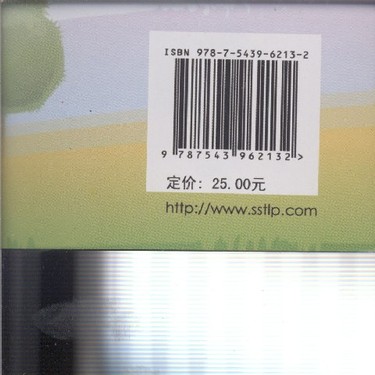 ISBN 978-7-5439-6213-2
9 787543 962132 >
定价：25.00元
http://www.sstlp.com